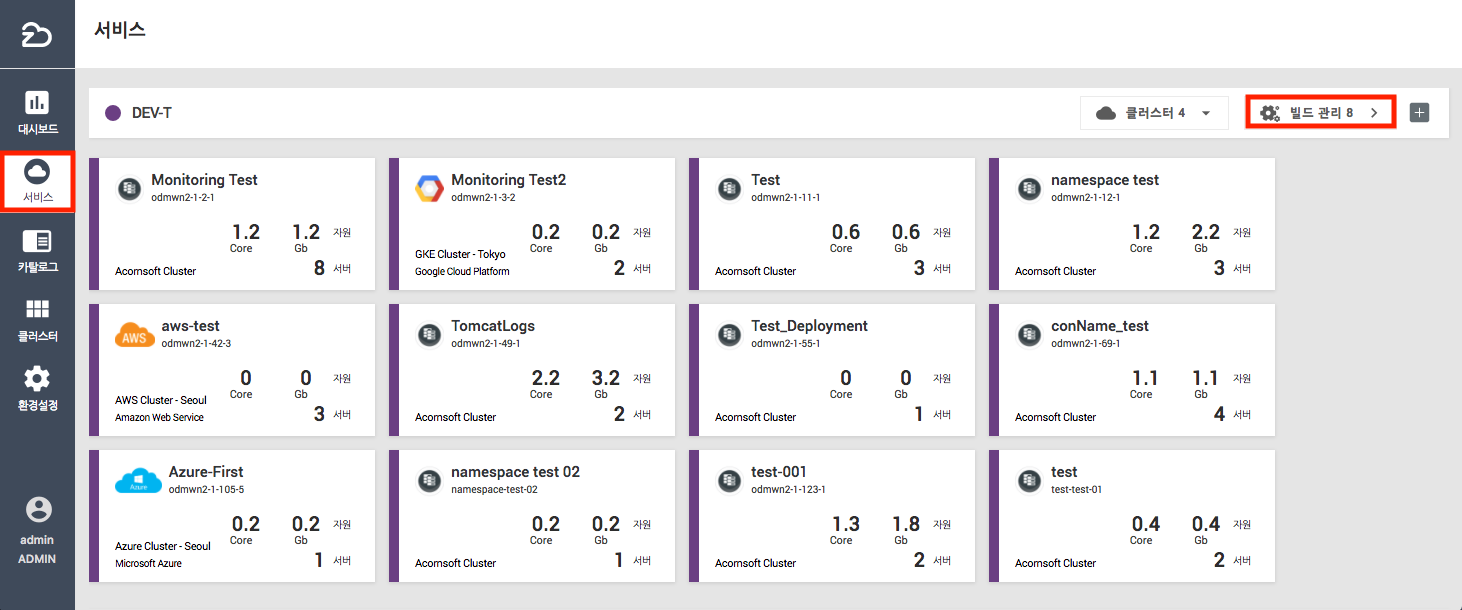 서비스
대시보드
서비스
카탈로그
클러스터
환경설정
admin
ADMIN
DEV-T
클러스터 4
빌드 관리 8
Monitoring Test
odmwn2-1-2-1
1.2 1.2 자원
Core Gb
Acornsoft Cluster 8 서버
Monitoring Test2
odmwn2-1-3-2
0.2 0.2 자원
Core Gb
GKE Cluster - Tokyo
Google Cloud Platform 2 서버
Test
odmwn2-1-11-1
0.6 0.6 자원
Core Gb
Acornsoft Cluster 3 서버
namespace test
odmwn2-1-12-1
1.2 2.2 자원
Core Gb
Acornsoft Cluster 3 서버
AWS
aws-test
odmwn2-1-42-3
0 0 자원
Core Gb
AWS Cluster - Seoul
Amazon Web Service 3 서버
TomcatLogs
odmwn2-1-49-1
2.2 3.2 자원
Core Gb
Acornsoft Cluster 2 서버
Test_Deployment
odmwn2-1-55-1
0 0 자원
Core Gb
Acornsoft Cluster 1 서버
conName_test
odmwn2-1-69-1
1.1 1.1 자원
Core Gb
Acornsoft Cluster 4 서버
Azure
Azure-First
odmwn2-1-105-5
0.2 0.2 자원
Core Gb
Azure Cluster - Seoul
Microsoft Azure 1 서버
namespace test 02
namespace-test-02
0.2 0.2 자원
Core Gb
Acornsoft Cluster 1 서버
test-001
odmwn2-1-123-1
1.3 1.8 자원
Core Gb
Acornsoft Cluster 2 서버
test
test-test-01
0.4 0.4 자원
Core Gb
Acornsoft Cluster 2 서버